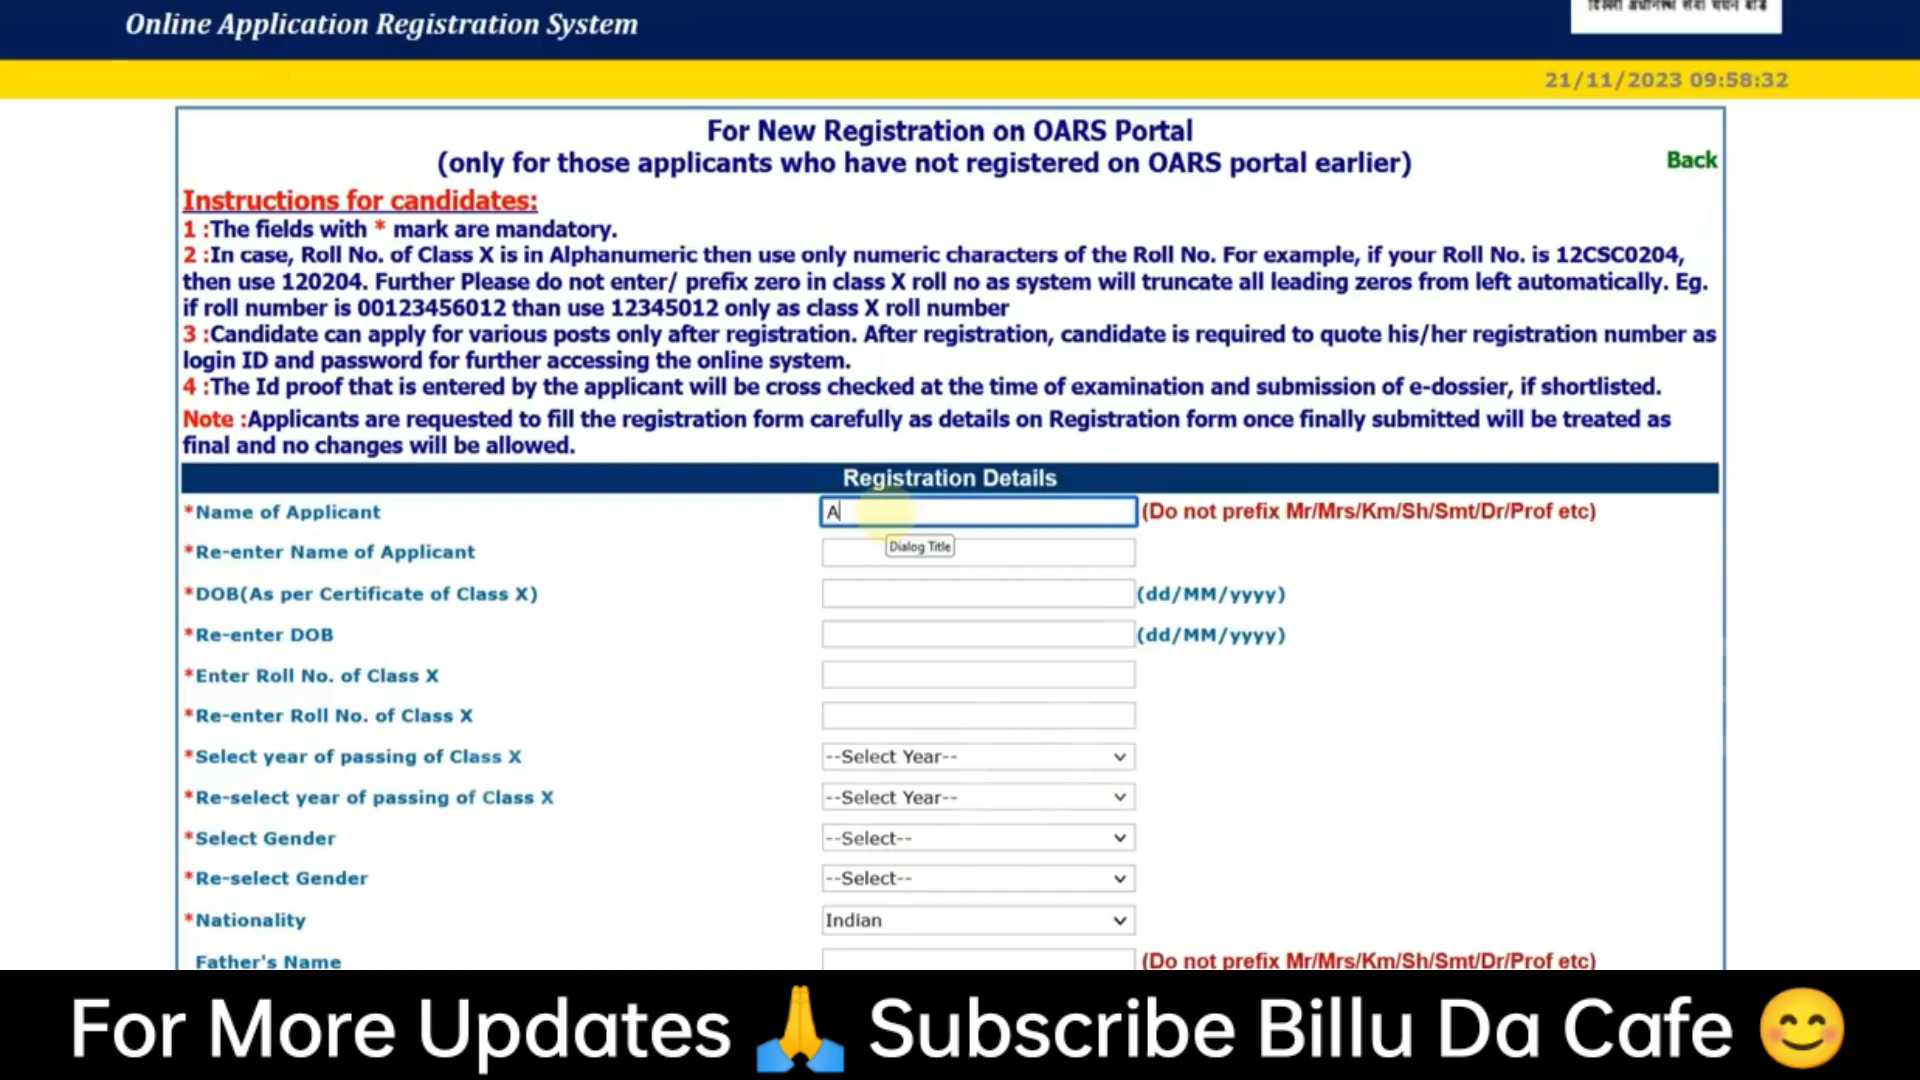 Online Application Registration System
दिल्ली अधीनस्थ सेवा चयन बोर्ड
21/11/2023 09:58:32
For New Registration on OARS Portal
(only for those applicants who have not registered on OARS portal earlier)
Back
Instructions for candidates:
1 :The fields with * mark are mandatory.
2 :In case, Roll No. of Class X is in Alphanumeric then use only numeric characters of the Roll No. For example, if your Roll No. is 12CSC0204,
then use 120204. Further Please do not enter/ prefix zero in class X roll no as system will truncate all leading zeros from left automatically. Eg.
if roll number is 00123456012 than use 12345012 only as class X roll number
3 :Candidate can apply for various posts only after registration. After registration, candidate is required to quote his/her registration number as
login ID and password for further accessing the online system.
4 :The Id proof that is entered by the applicant will be cross checked at the time of examination and submission of e-dossier, if shortlisted.
Note :Applicants are requested to fill the registration form carefully as details on Registration form once finally submitted will be treated as
final and no changes will be allowed.
Registration Details
*Name of Applicant A (Do not prefix Mr/Mrs/Km/Sh/Smt/Dr/Prof etc)
Dialog Title
*Re-enter Name of Applicant
*DOB(As per Certificate of Class X) (dd/MM/yyyy)
*Re-enter DOB (dd/MM/yyyy)
*Enter Roll No. of Class X
*Re-enter Roll No. of Class X
*Select year of passing of Class X --Select Year--
*Re-select year of passing of Class X --Select Year--
*Select Gender --Select--
*Re-select Gender --Select--
*Nationality Indian
Father's Name (Do not prefix Mr/Mrs/Km/Sh/Smt/Dr/Prof etc)
For More Updates 🙏 Subscribe Billu Da Cafe 😊